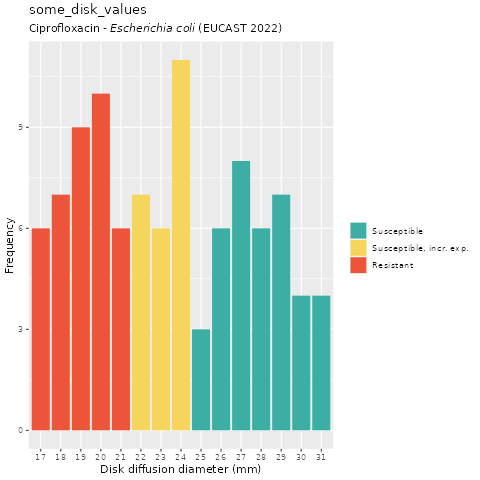 some_disk_values
Ciprofloxacin - Escherichia coli (EUCAST 2022)
9
6
3
0
Frequency
17 18 19 20 21 22 23 24 25 26 27 28 29 30 31
Disk diffusion diameter (mm)
Susceptible
Susceptible, incr. exp.
Resistant